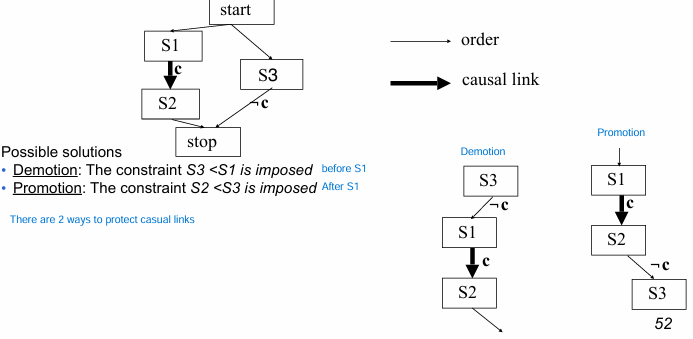 start
S1
c
S3
S2
¬ c
stop
order
causal link
Possible solutions
• Demotion: The constraint S3 <S1 is imposed before S1
• Promotion: The constraint S2 <S3 is imposed After S1
There are 2 ways to protect casual links
Demotion
S3
¬ c
S1
c
S2
Promotion
S1
c
S2
¬ c
S3
52